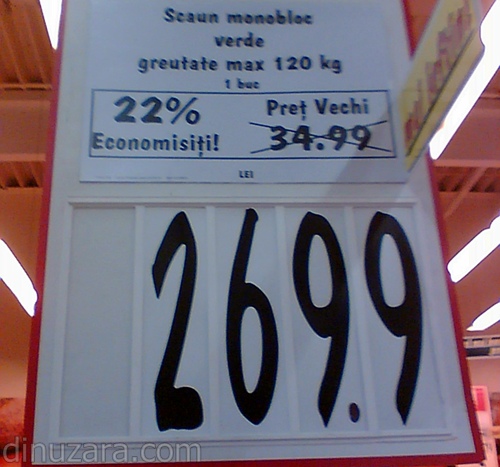 Scaun monobloc
verde
greutate max 120 kg
1 buc
22% Preț Vechi
Economisiți! 34.99
LEI
269.9
dinuzara.com